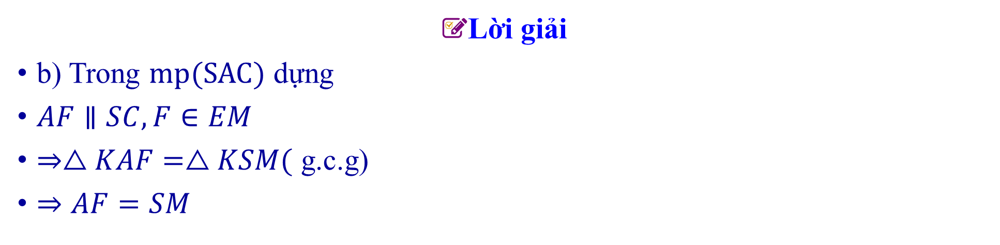 Lời giải
• b) Trong mp(SAC) dựng
• AF ∥ SC, F ∈ EM
• ⇒△ KAF =△ KSM( g.c.g)
• ⇒ AF = SM